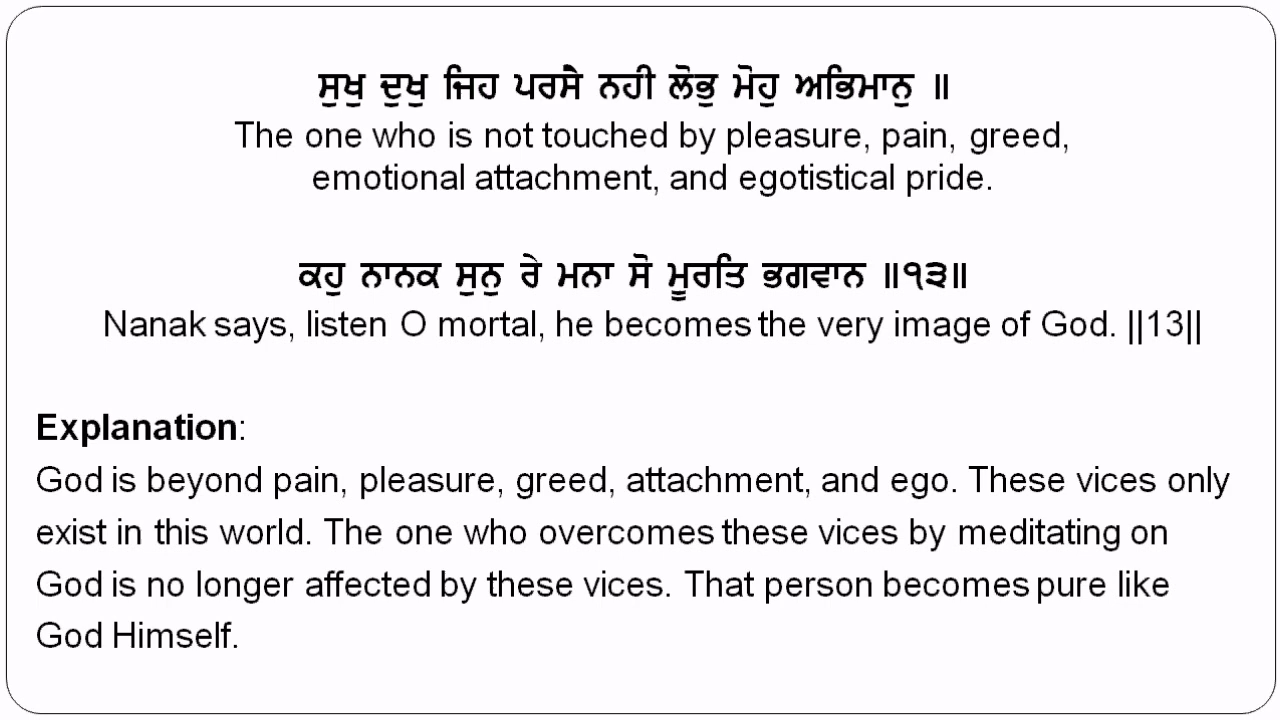 ਸੁਖੁ ਦੁਖੁ ਜਿਹ ਪਰਸੈ ਨਹੀ ਲੋਭੁ ਮੋਹੁ ਅਭਿਮਾਨੁ ॥
The one who is not touched by pleasure, pain, greed,
emotional attachment, and egotistical pride.
ਕਹੁ ਨਾਨਕ ਸੁਨੁ ਰੇ ਮਨਾ ਸੋ ਮੂਰਤਿ ਭਗਵਾਨ ॥੧੩॥
Nanak says, listen O mortal, he becomes the very image of God. ||13||
Explanation:
God is beyond pain, pleasure, greed, attachment, and ego. These vices only
exist in this world. The one who overcomes these vices by meditating on
God is no longer affected by these vices. That person becomes pure like
God Himself.